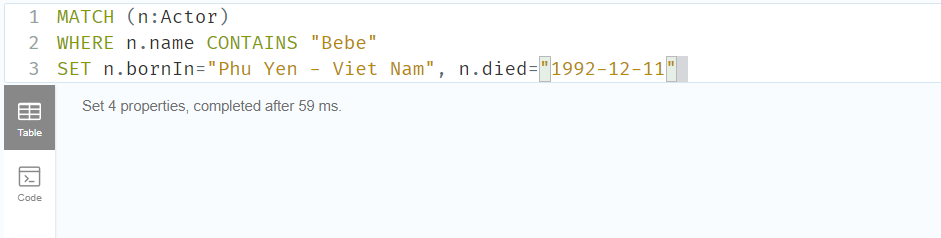 1 MATCH (n:Actor)
2 WHERE n.name CONTAINS "Bebe"
3 SET n.bornIn="Phu Yen - Viet Nam", n.died="1992-12-11"
Set 4 properties, completed after 59 ms.
Table
Code